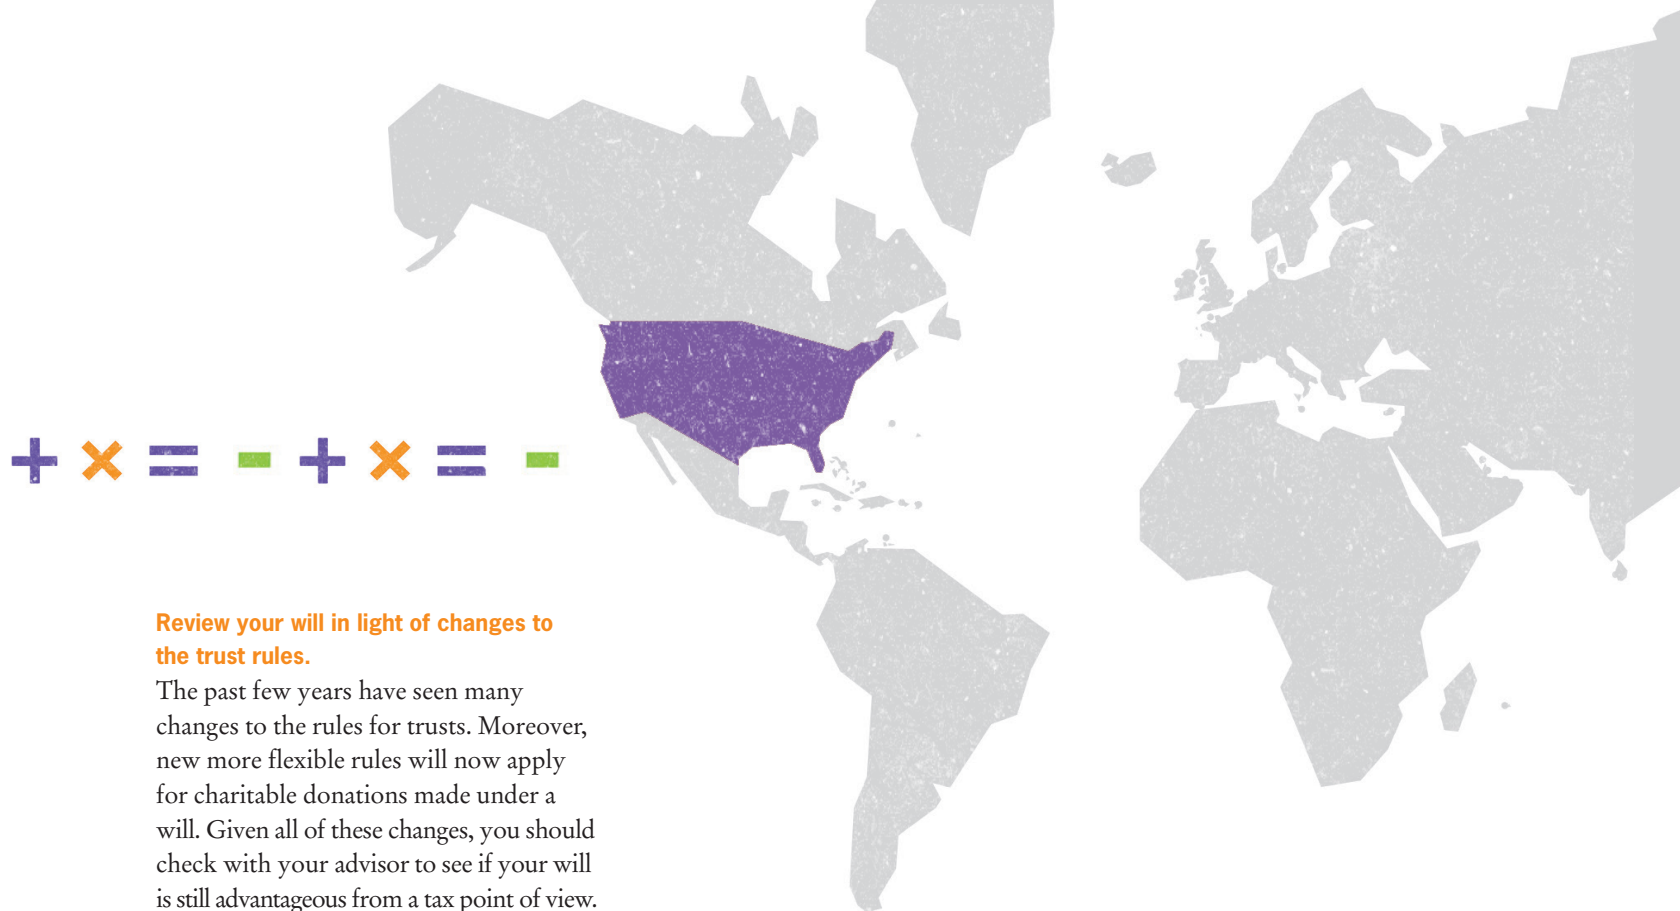 + × = - + × = -
Review your will in light of changes to
the trust rules.
The past few years have seen many
changes to the rules for trusts. Moreover,
new more flexible rules will now apply
for charitable donations made under a
will. Given all of these changes, you should
check with your advisor to see if your will
is still advantageous from a tax point of view.